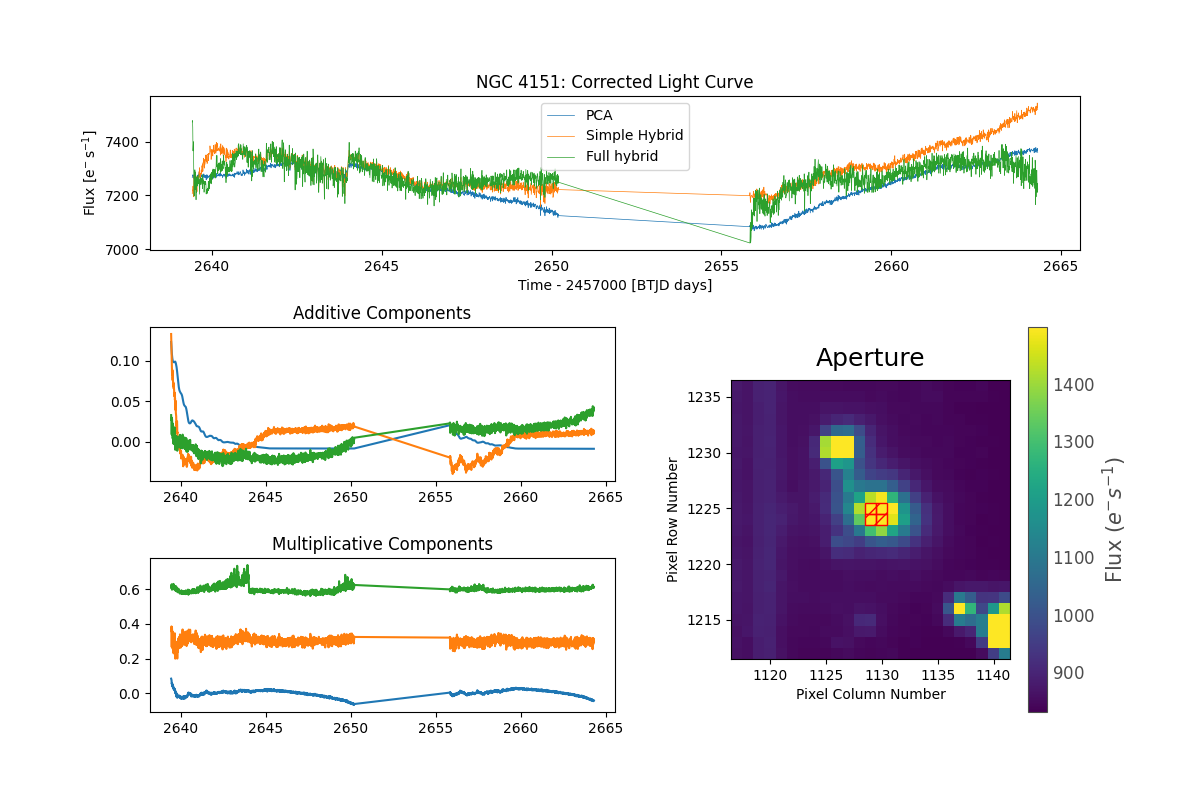 NGC 4151: Corrected Light Curve
Flux [e⁻ s⁻¹]
7400
7200
7000
PCA
Simple Hybrid
Full hybrid
2640 2645 2650 2655 2660 2665
Time - 2457000 [BTJD days]
Additive Components
0.10
0.05
0.00
2640 2645 2650 2655 2660 2665
Multiplicative Components
0.6
0.4
0.2
0.0
2640 2645 2650 2655 2660 2665
Aperture
Pixel Row Number
1235
1230
1225
1220
1215
1120 1125 1130 1135 1140
Pixel Column Number
1400
1300
1200
1100
1000
900
Flux (e⁻s⁻¹)